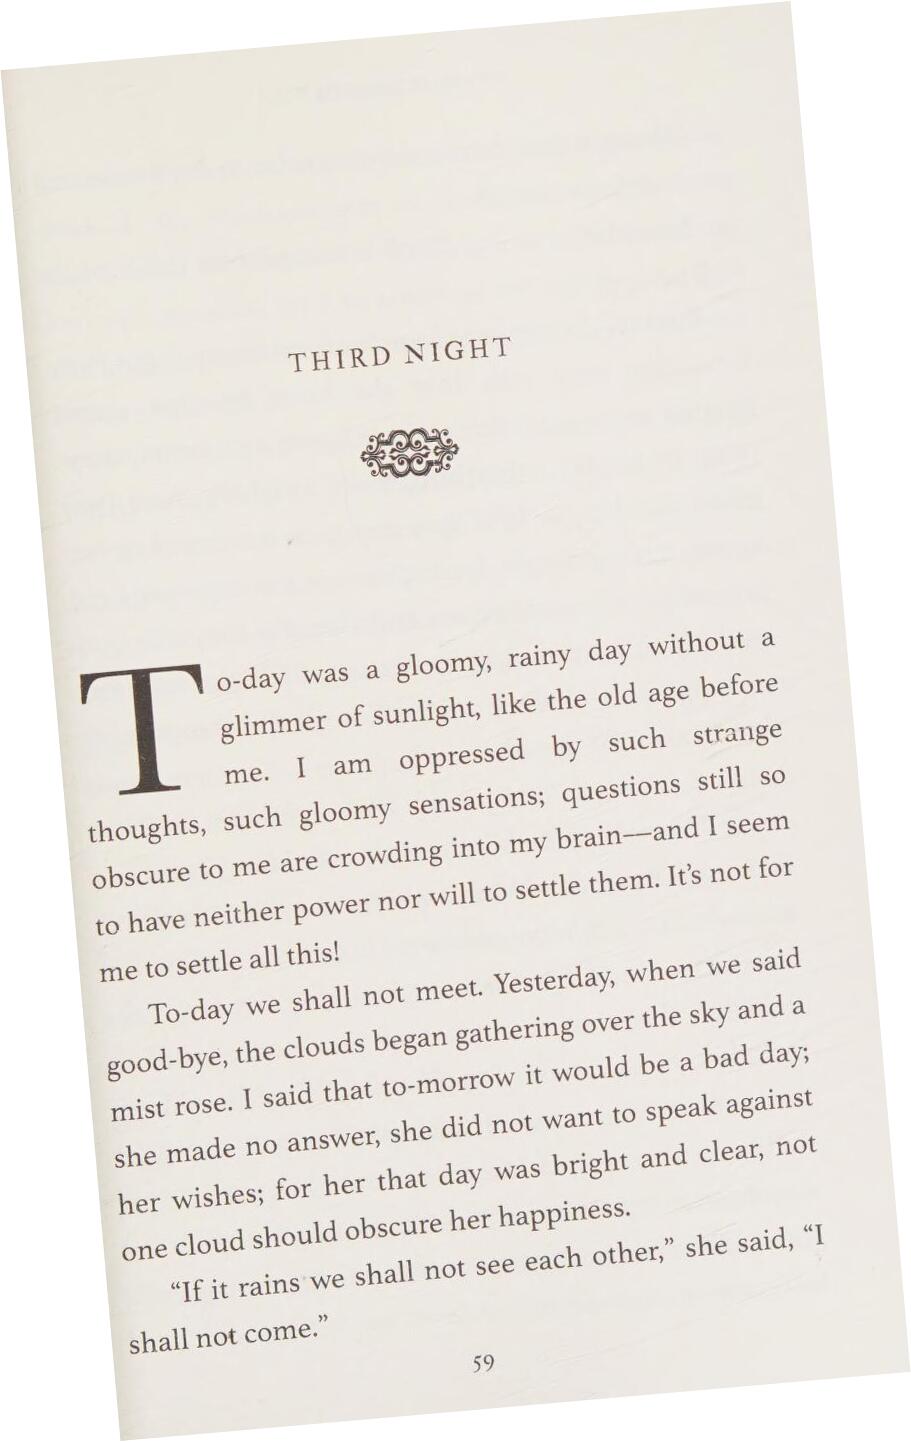 THIRD NIGHT
To-day was a gloomy, rainy day without a
glimmer of sunlight, like the old age before
me. I am oppressed by such strange
thoughts, such gloomy sensations; questions still so
obscure to me are crowding into my brain—and I seem
to have neither power nor will to settle them. It’s not for
me to settle all this!
To-day we shall not meet. Yesterday, when we said
good-bye, the clouds began gathering over the sky and a
mist rose. I said that to-morrow it would be a bad day;
she made no answer, she did not want to speak against
her wishes; for her that day was bright and clear, not
one cloud should obscure her happiness.
“If it rains we shall not see each other,” she said, “I
shall not come.”
59